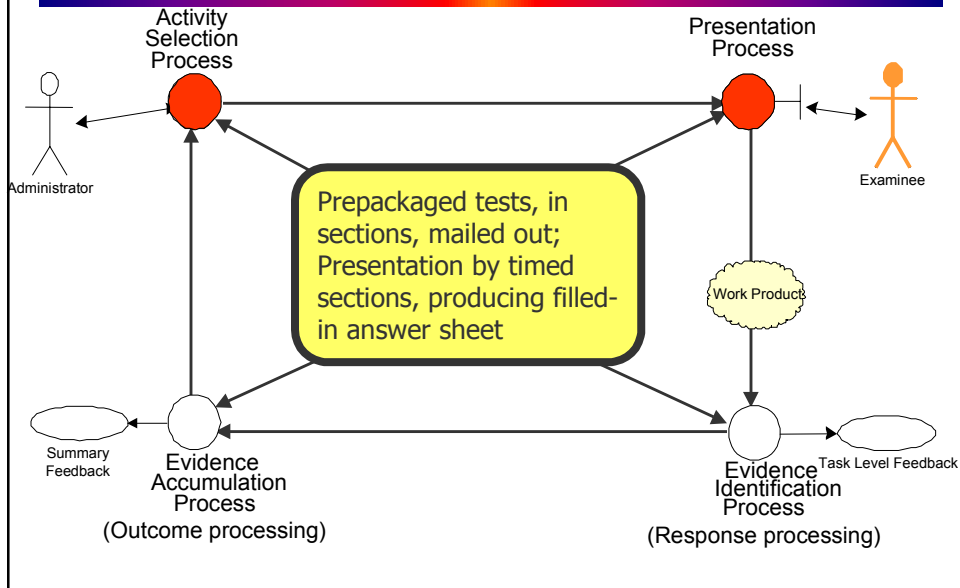 Activity
Selection
Process
Presentation
Process
Administrator
Examinee
Prepackaged tests, in
sections, mailed out;
Presentation by timed
sections, producing filled-
in answer sheet
Work Product
Summary
Feedback
Evidence
Accumulation
Process
(Outcome processing)
Evidence
Identification
Process
(Response processing)
Task Level Feedback